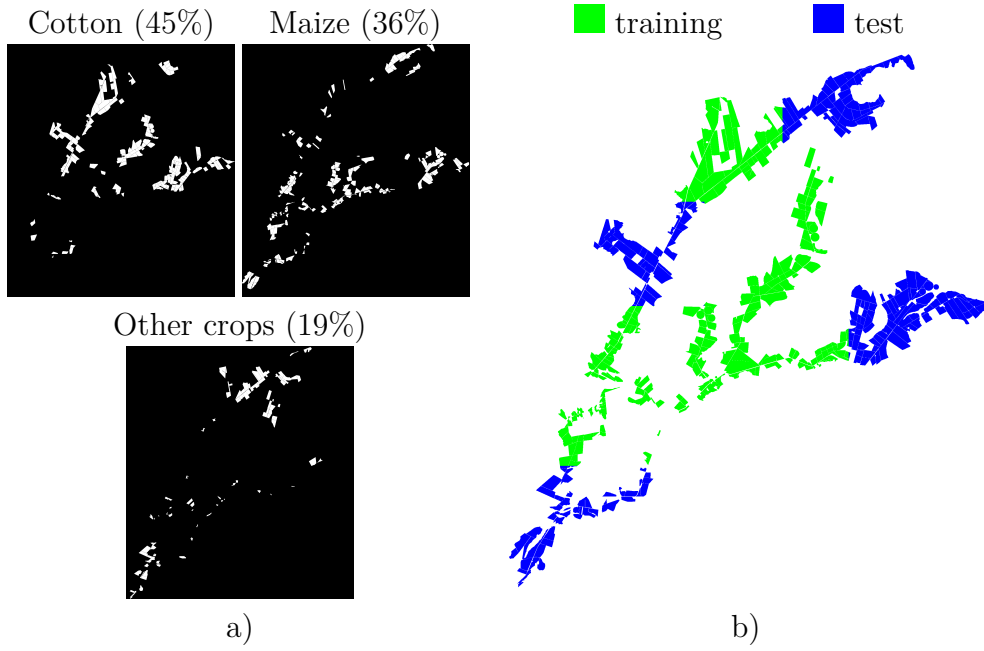 Cotton (45%)
Maize (36%)
Other crops (19%)
a)
training
test
b)